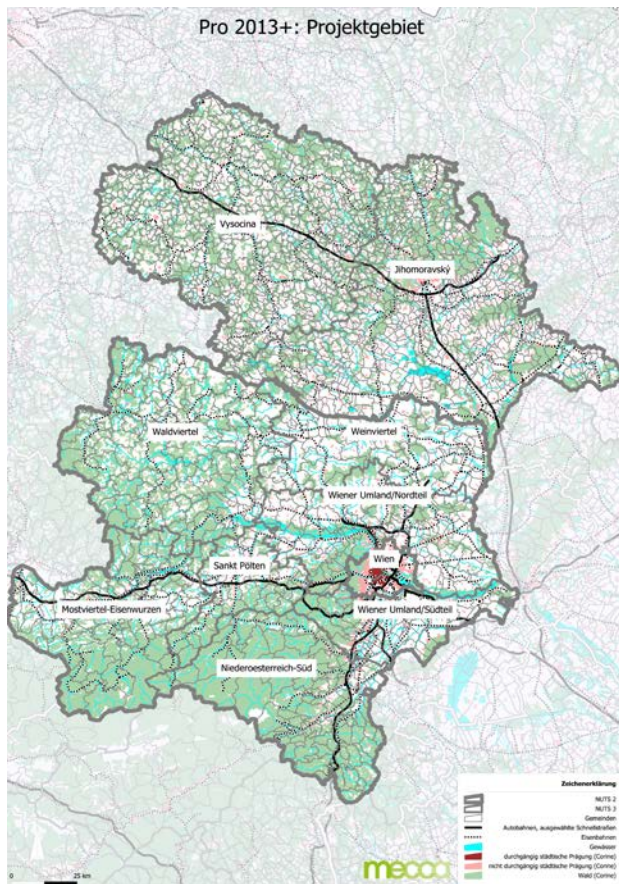 Pro 2013+: Projektgebiet
Vysocina
Jihomoravský
Waldviertel
Weinviertel
Wiener Umland/Nordteil
Wien
Sankt Pölten
Mostviertel-Eisenwurzen
Wiener Umland/Südteil
Niederoesterreich-Süd
Zeichenerklärung
NUTS 2
NUTS 3
Gemeinden
Autobahnen, ausgewählte Schnellstraßen
Eisenbahnen
Gewässer
durchgängig städtische Prägung (Corine)
nicht durchgängig städtische Prägung (Corine)
Wald (Corine)
0 25 km
mecca